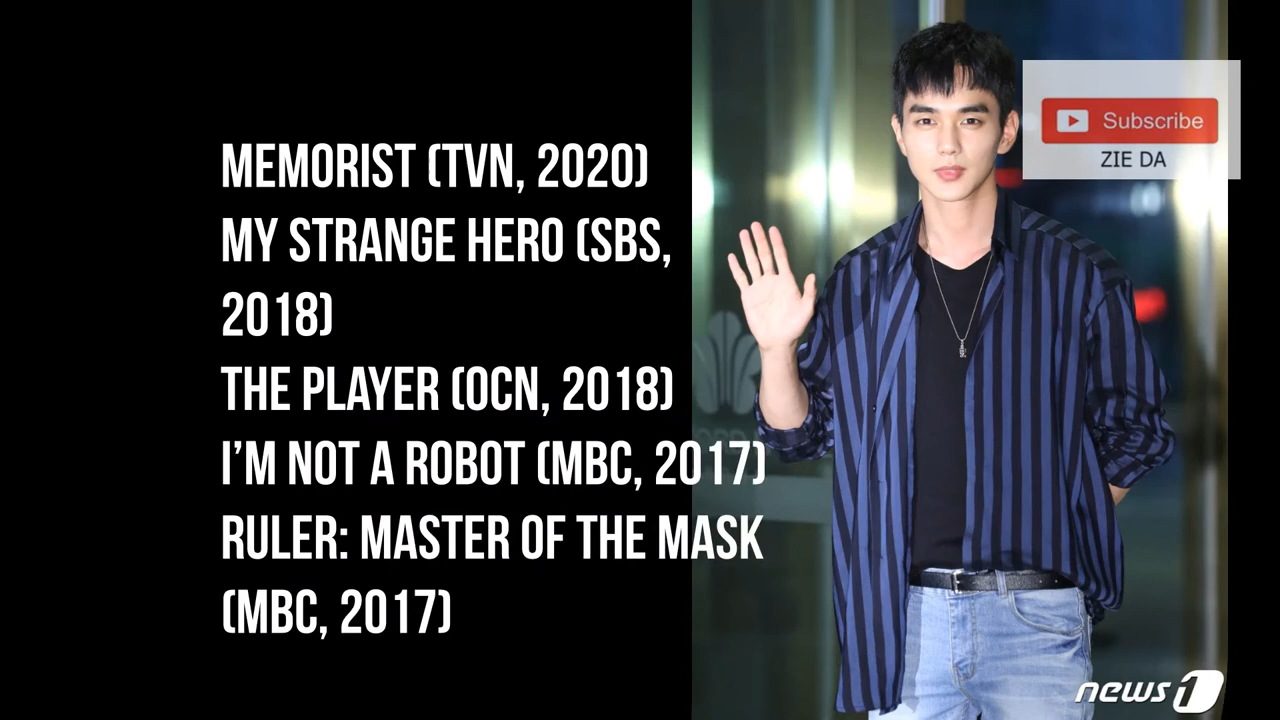 MEMORIST (TVN, 2020)
MY STRANGE HERO (SBS,
2018)
THE PLAYER (OCN, 2018)
I'M NOT A ROBOT (MBC, 2017)
RULER: MASTER OF THE MASK
(MBC, 2017)
Subscribe
ZIE DA
news1